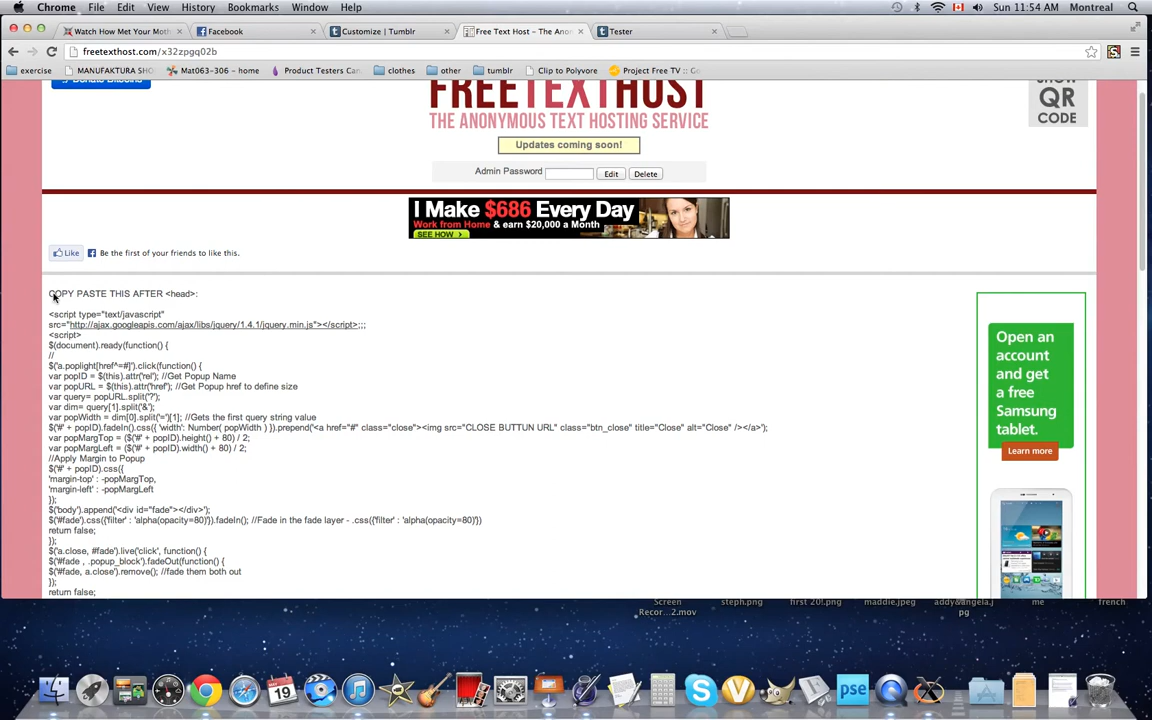 Chrome File Edit View History Bookmarks Window Help Sun 11:54 AM Montreal
Watch How Met Your Mot Facebook Customize | Tumblr Free Text Host - The Anon Tester
freetexthost.com/x32zpgq02b
exercise MANUFAKTURA SHO Mat063-306 - home Product Testers Can clothes other tumblr Clip to Polyvore Project Free TV :: Go
FREETEXTHOST
THE ANONYMOUS TEXT HOSTING SERVICE
SHOW
QR
CODE
Updates coming soon!
Admin Password Edit Delete
I Make $686 Every Day
Work from Home & earn $20,000 a Month
SEE HOW >
Like Be the first of your friends to like this.
COPY PASTE THIS AFTER <head>:
<script type="text/javascript"
src="http://ajax.googleapis.com/ajax/libs/jquery/1.4.1/jquery.min.js"></script>;;;
<script>
$(document).ready(function() {
//
$('a.poplight[href^=#]').click(function() {
var popID = $(this).attr('rel'); //Get Popup Name
var popURL = $(this).attr('href'); //Get Popup href to define size
var query= popURL.split('?');
var dim= query[1].split('&');
var popWidth = dim[0].split('=')[1]; //Gets the first query string value
$('#' + popID).fadeIn().css({ 'width': Number( popWidth ) }).prepend('<a href="#" class="close"><img src="CLOSE BUTTUN URL" class="btn_close" title="Close" alt="Close" /></a>');
var popMargTop = ($('#' + popID).height() + 80) / 2;
var popMargLeft = ($('#' + popID).width() + 80) / 2;
//Apply Margin to Popup
$('#' + popID).css({
'margin-top' : -popMargTop,
'margin-left' : -popMargLeft
});
$('body').append('<div id="fade"></div>');
$('#fade').css({'filter' : 'alpha(opacity=80)'}).fadeIn(); //Fade in the fade layer - .css({'filter' : 'alpha(opacity=80)'})
return false;
});
$('a.close, #fade').live('click', function() {
$('#fade , .popup_block').fadeOut(function() {
$('#fade, a.close').remove(); //fade them both out
});
return false;
Open an
account
and get
a free
Samsung
tablet.
Learn more
Screen
Recor...2.mov
steph.png
first 20!.png
maddie.jpeg
addy&angela.j
pg
me
french
19
pse